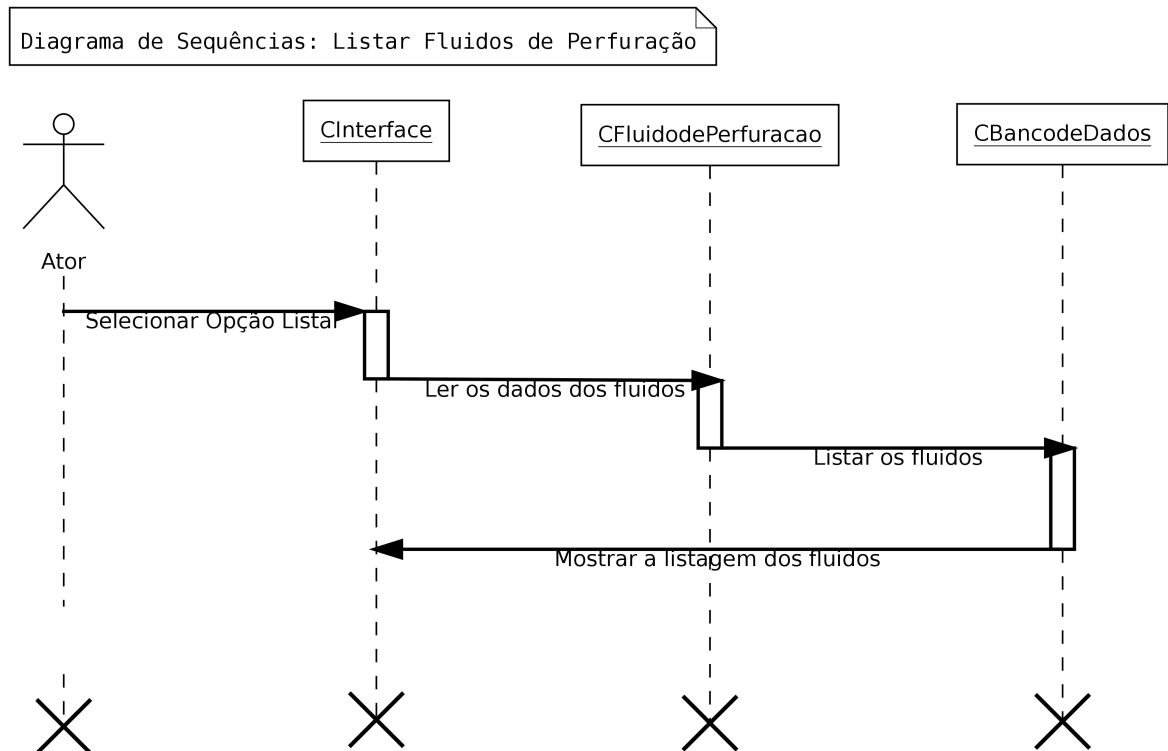 Diagrama de Sequências: Listar Fluidos de Perfuração
CInterface
CFluidodePerfuracao
CBancodeDados
Ator
Selecionar Opção Listar
Ler os dados dos fluidos
Listar os fluidos
Mostrar a listagem dos fluidos